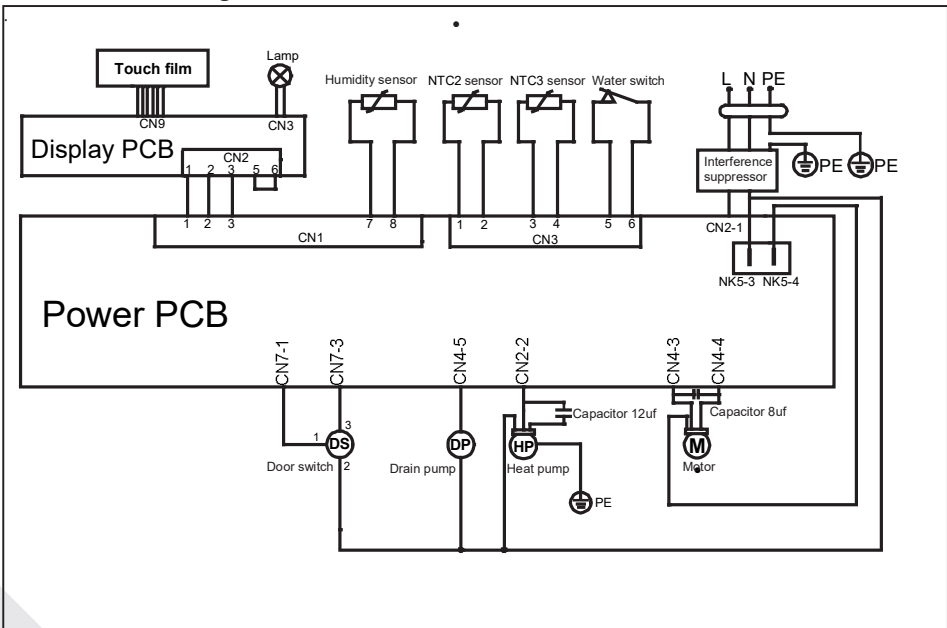 Touch film
Lamp
Humidity sensor
NTC2 sensor
NTC3 sensor
Water switch
L N PE
CN9
CN3
Display PCB
CN2
1 2 3 5 6
Interference
suppressor
PE
PE
1 2 3
7 8
CN1
1 2 3 4 5 6
CN3
CN2-1
NK5-3 NK5-4
Power PCB
CN7-1
CN7-3
CN4-5
CN2-2
CN4-3
CN4-4
Capacitor 12uf
Capacitor 8uf
1
3
DS
2
Door switch
DP
Drain pump
HP
Heat pump
M
Motor
PE